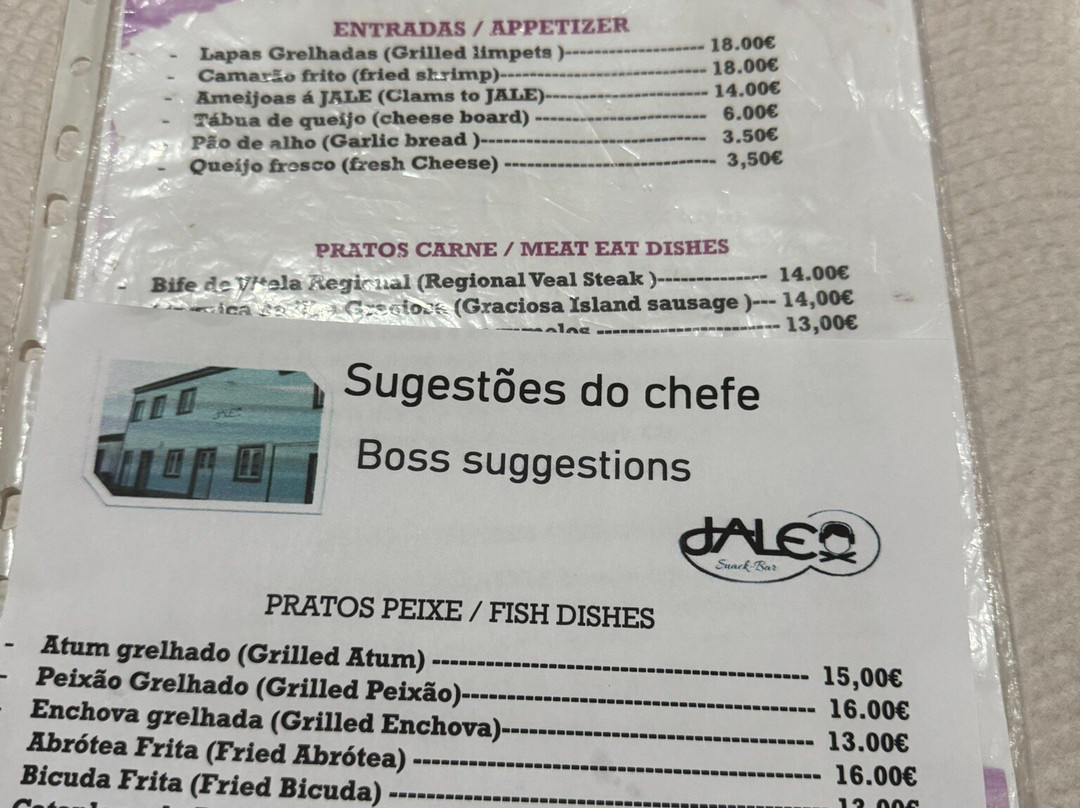 ENTRADAS / APPETIZER
- Lapas Grelhadas (Grilled limpets )------------------- 18.00€
- Camarão frito (fried shrimp)---------------------------- 18.00€
- Ameijoas á JALE (Clams to JALE)---------------------- 14.00€
- Tábua de queijo (cheese board) ----------------------- 6.00€
- Pão de alho (Garlic bread )------------------------------ 3.50€
- Queijo fresco (fresh Cheese) ---------------------------- 3,50€
PRATOS CARNE / MEAT EAT DISHES
- Bife de Vitela Regional (Regional Veal Steak )------------- 14.00€
(Graciosa Island sausage )--- 14,00€
---------------------- 13,00€
Sugestões do chefe
Boss suggestions
JALE
Snack-Bar
PRATOS PEIXE / FISH DISHES
- Atum grelhado (Grilled Atum) ------------------------------------------ 15,00€
- Peixão Grelhado (Grilled Peixão)--------------------------------------- 16.00€
- Enchova grelhada (Grilled Enchova)----------------------------------- 13.00€
Abrótea Frita (Fried Abrótea) --------------------------------------------- 16.00€
Bicuda Frita (Fried Bicuda) ------------------------------------------------